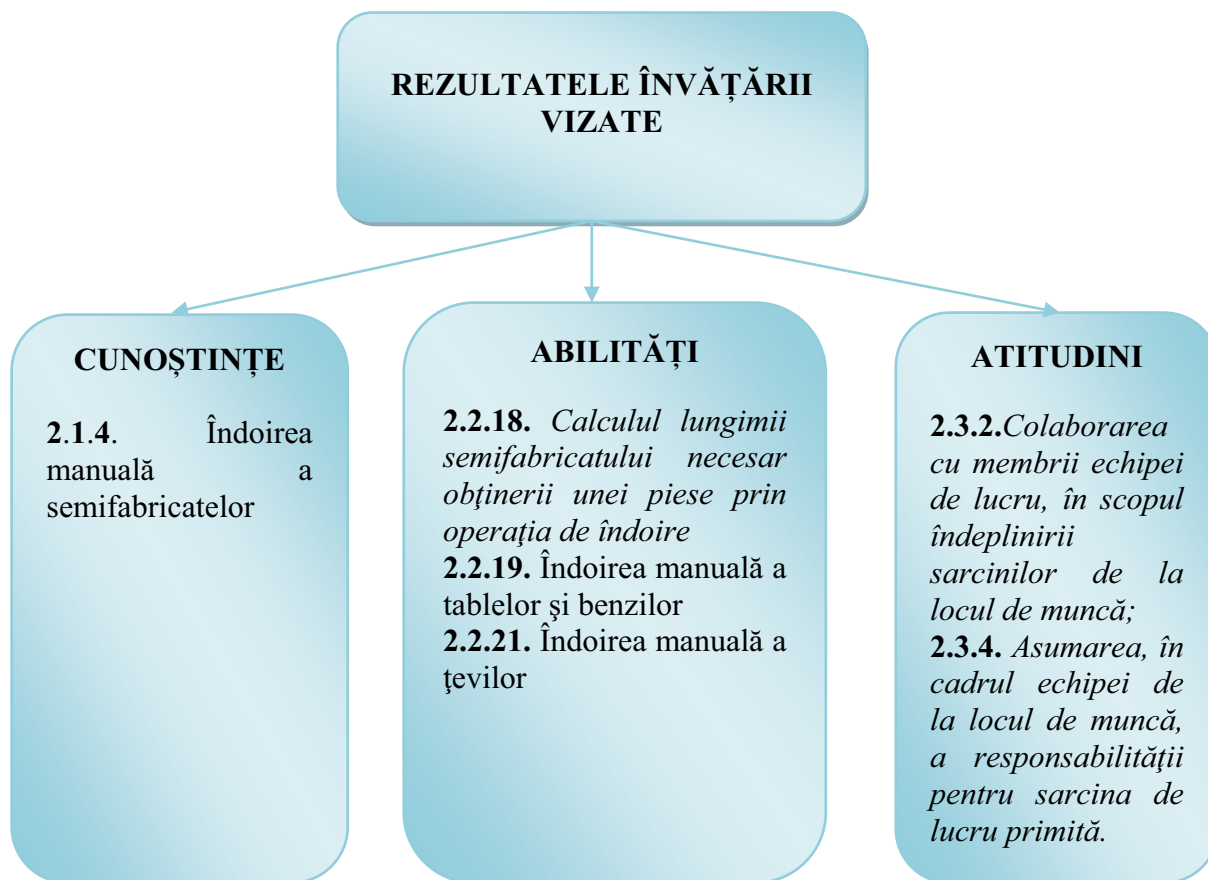 REZULTATELE ÎNVĂȚĂRII
VIZATE
CUNOȘTINȚE
2.1.4. Îndoirea
manuală a
semifabricatelor
ABILITĂȚI
2.2.18. Calculul lungimii
semifabricatului necesar
obţinerii unei piese prin
operaţia de îndoire
2.2.19. Îndoirea manuală a
tablelor şi benzilor
2.2.21. Îndoirea manuală a
ţevilor
ATITUDINI
2.3.2.Colaborarea
cu membrii echipei
de lucru, în scopul
îndeplinirii
sarcinilor de la
locul de muncă;
2.3.4. Asumarea, în
cadrul echipei de
la locul de muncă,
a responsabilităţii
pentru sarcina de
lucru primită.